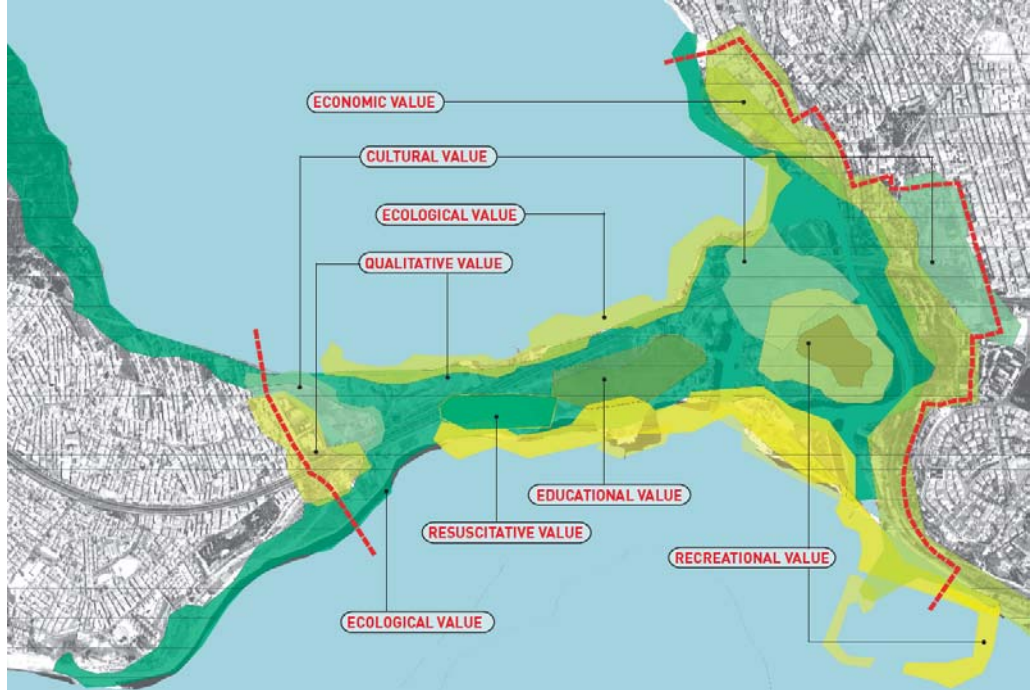 ECONOMIC VALUE
CULTURAL VALUE
ECOLOGICAL VALUE
QUALITATIVE VALUE
EDUCATIONAL VALUE
RESUSCITATIVE VALUE
RECREATIONAL VALUE
ECOLOGICAL VALUE